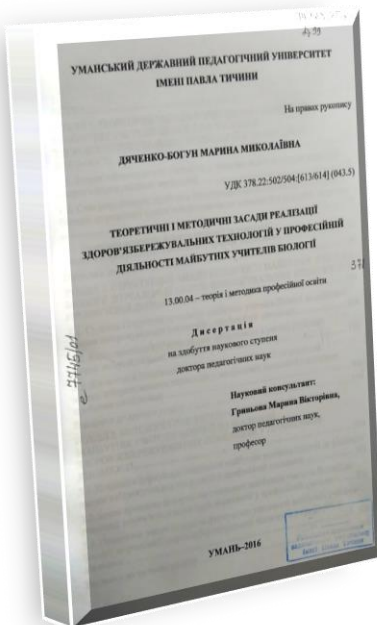 УМАНСЬКИЙ ДЕРЖАВНИЙ ПЕДАГОГІЧНИЙ УНІВЕРСИТЕТ
ІМЕНІ ПАВЛА ТИЧИНИ
На правах рукопису
ДЯЧЕНКО-БОГУН МАРИНА МИКОЛАЇВНА
УДК 378.22:502/504:[613/614] (043.5)
ТЕОРЕТИЧНІ І МЕТОДИЧНІ ЗАСАДИ РЕАЛІЗАЦІЇ
ЗДОРОВ'ЯЗБЕРЕЖУВАЛЬНИХ ТЕХНОЛОГІЙ У ПРОФЕСІЙНІЙ
ДІЯЛЬНОСТІ МАЙБУТНІХ УЧИТЕЛІВ БІОЛОГІЇ
13.00.04 – теорія і методика професійної освіти
Дисертація
на здобуття наукового ступеня
доктора педагогічних наук
Науковий консультант:
Гриньова Марина Вікторівна,
доктор педагогічних наук,
професор
УМАНЬ–2016